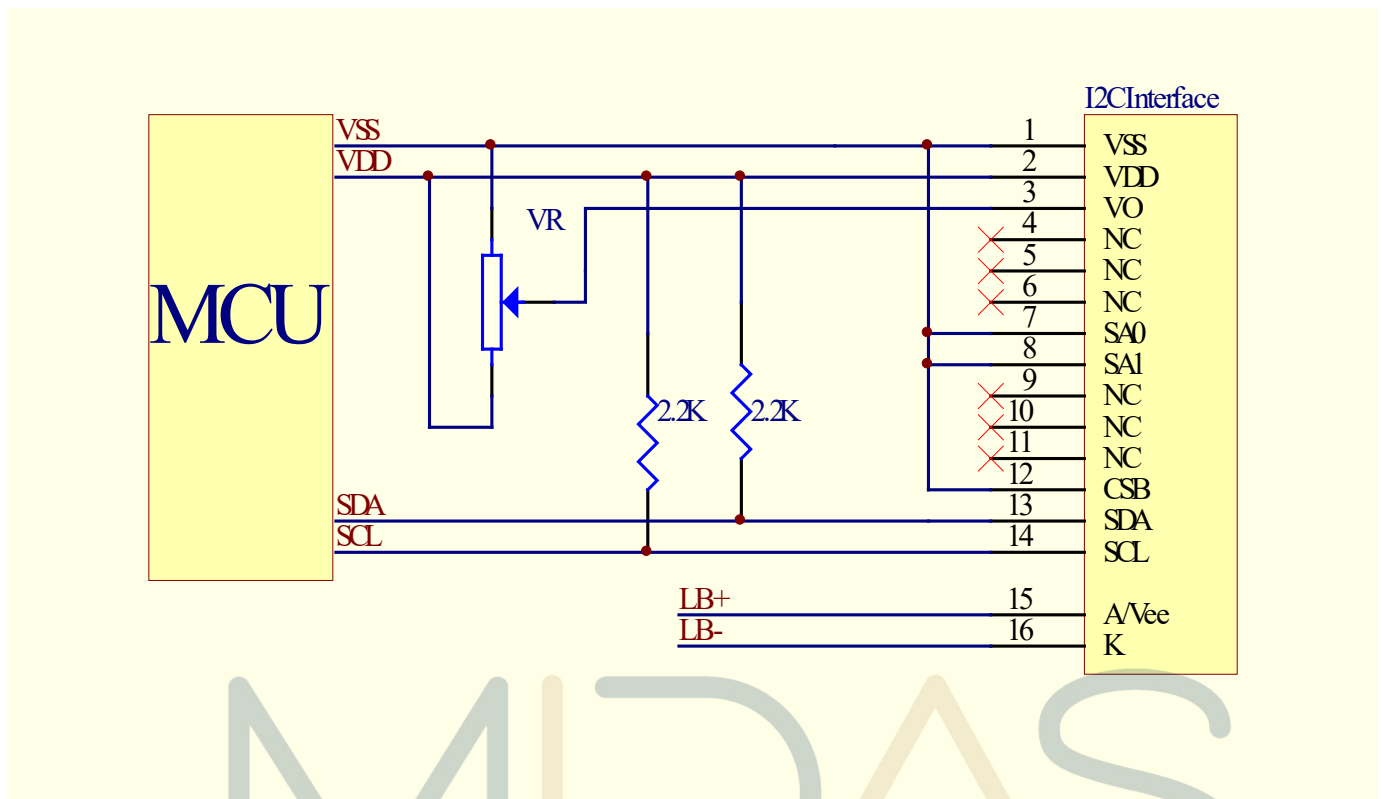 I2CInterface
VSS
VDD
VR
MCU
2.2K
2.2K
SDA
SCL
LB+
LB-
1 VSS
2 VDD
3 VO
4 NC
5 NC
6 NC
7 SA0
8 SA1
9 NC
10 NC
11 NC
12 CSB
13 SDA
14 SCL
15 A/Vee
16 K
MIDAS